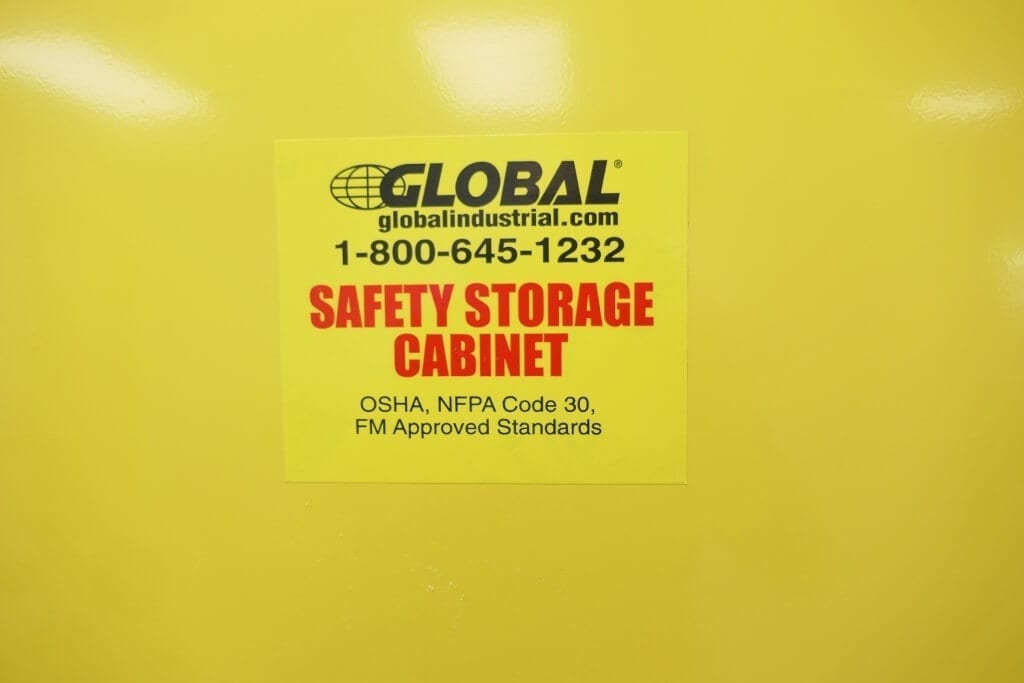 GLOBAL®
globalindustrial.com
1-800-645-1232
SAFETY STORAGE
CABINET
OSHA, NFPA Code 30,
FM Approved Standards